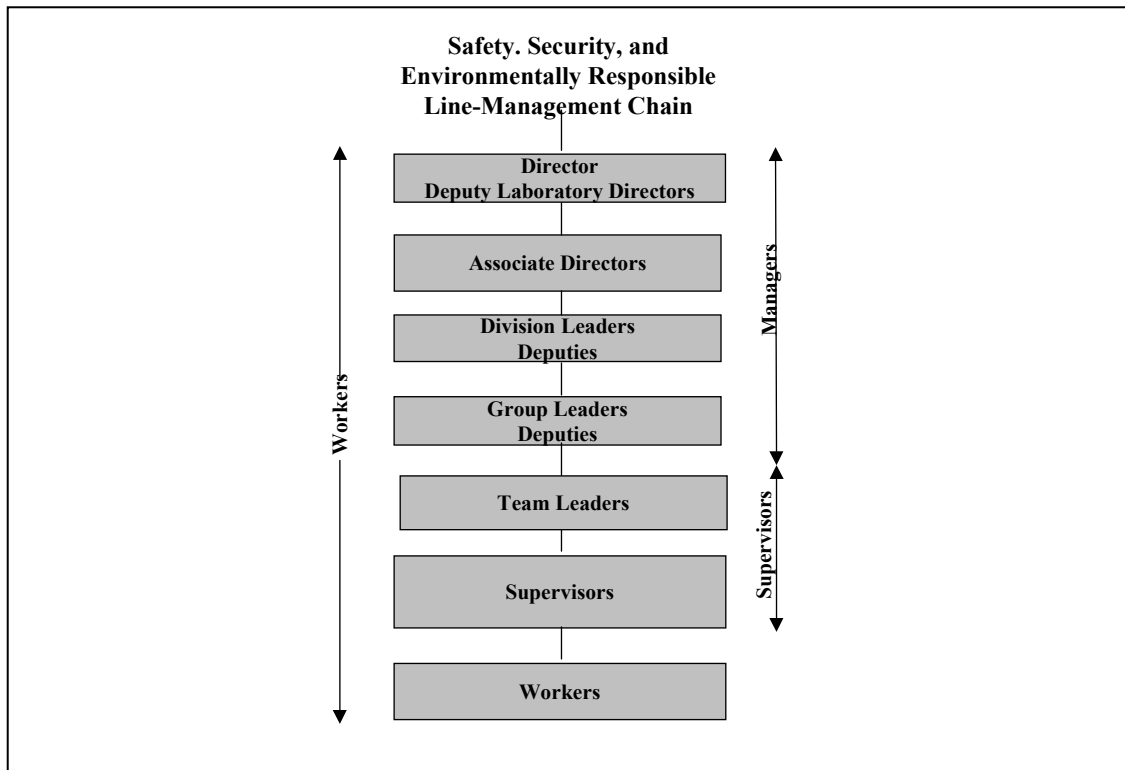 Safety. Security, and
Environmentally Responsible
Line-Management Chain
Director
Deputy Laboratory Directors
Associate Directors
Division Leaders
Deputies
Group Leaders
Deputies
Team Leaders
Supervisors
Workers
Workers
Managers
Supervisors